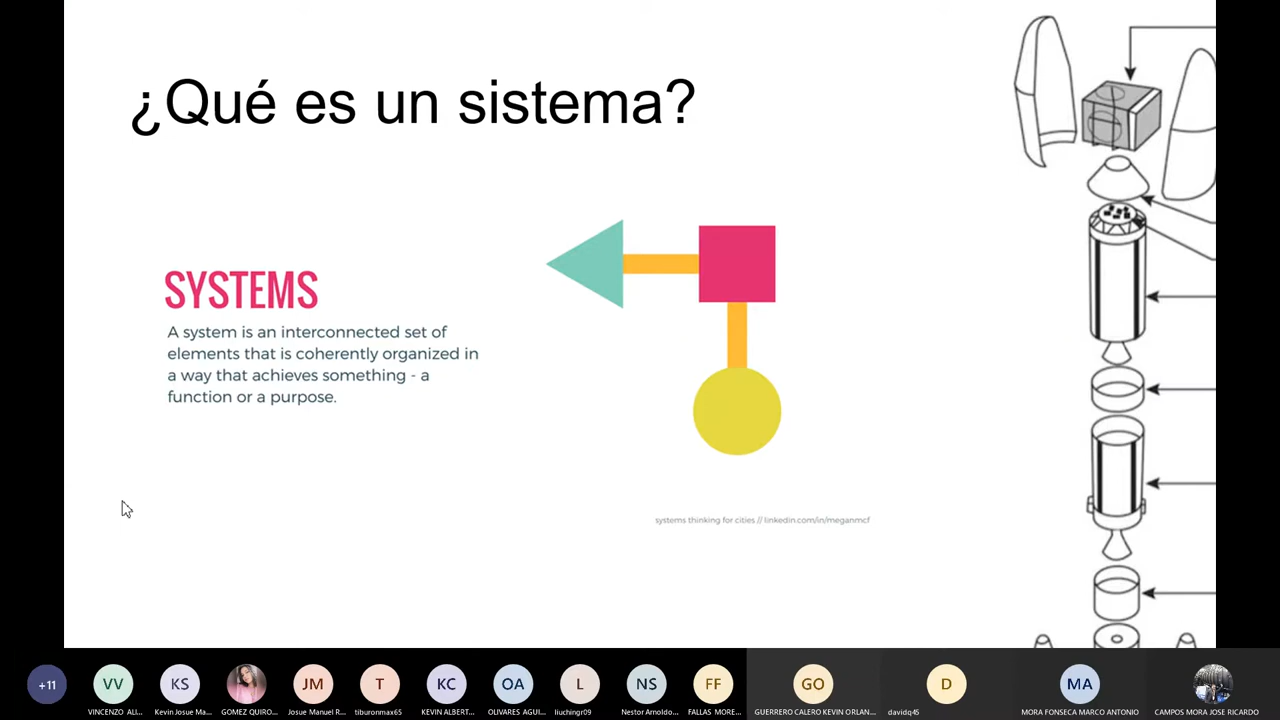 ¿Qué es un sistema?
SYSTEMS
A system is an interconnected set of
elements that is coherently organized in
a way that achieves something - a
function or a purpose.
systems thinking for cities // linkedin.com/in/meganmcf
+11
VV
KS
JM
T
KC
OA
L
NS
FF
GO
D
MA
VINCENZO ALI...
Kevin Josue Ma...
GOMEZ QUIRO...
Josue Manuel R...
tiburonmax65
KEVIN ALBERT...
OLIVARES AGUI...
liuchingr09
Nestor Arnoldo...
FALLAS MORE...
GUERRERO CALERO KEVIN ORLAN...
davidq45
MORA FONSECA MARCO ANTONIO
CAMPOS MORA JOSE RICARDO